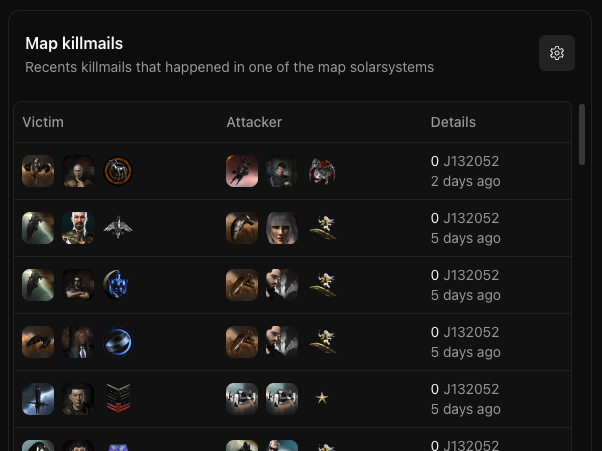 Map killmails
Recents killmails that happened in one of the map solarsystems
Victim Attacker Details
0 J132052
2 days ago
0 J132052
5 days ago
0 J132052
5 days ago
0 J132052
5 days ago
0 J132052
5 days ago
0 J132052